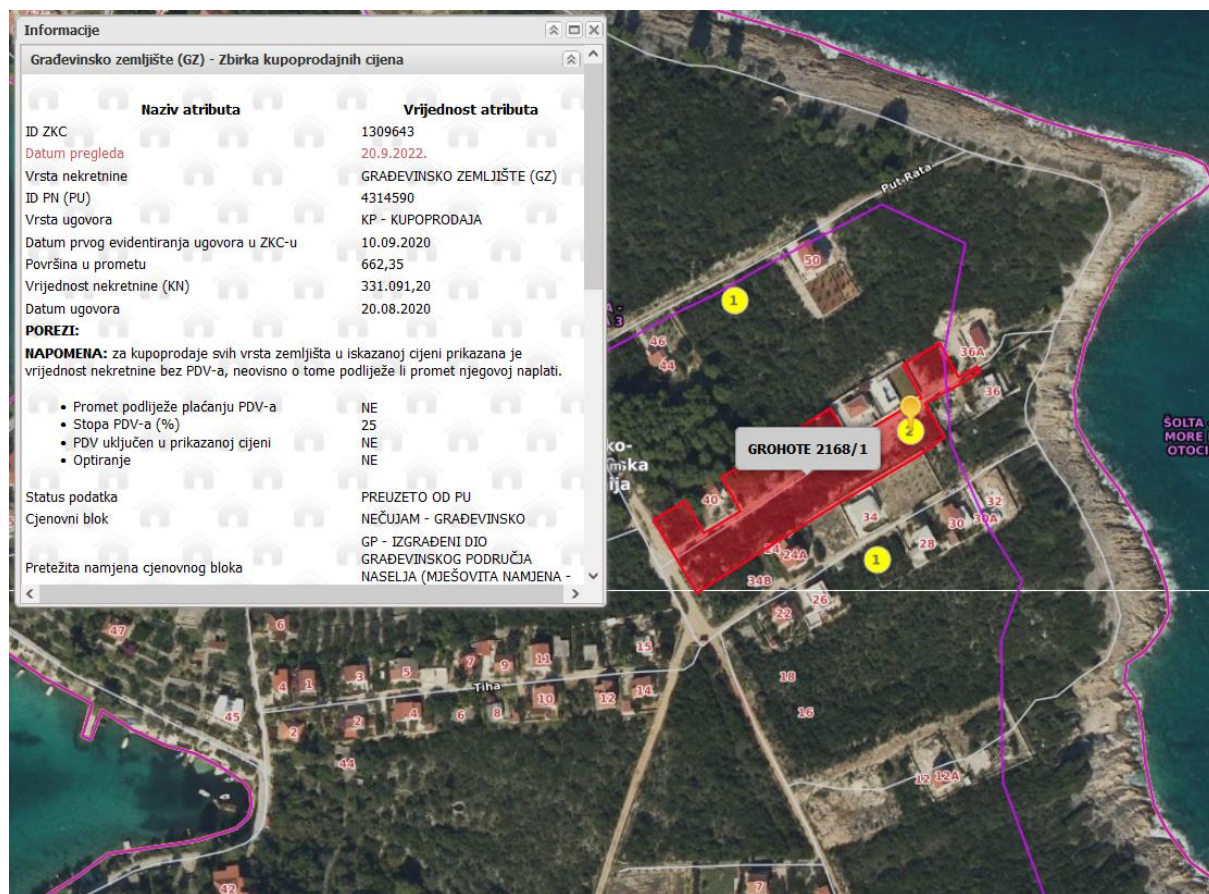 Informacije
Građevinsko zemljište (GZ) - Zbirka kupoprodajnih cijena
Naziv atributa Vrijednost atributa
ID ZKC 1309643
Datum pregleda 20.9.2022.
Vrsta nekretnine GRAĐEVINSKO ZEMLJIŠTE (GZ)
ID PN (PU) 4314590
Vrsta ugovora KP - KUPOPRODAJA
Datum prvog evidentiranja ugovora u ZKC-u 10.09.2020
Površina u prometu 662,35
Vrijednost nekretnine (KN) 331.091,20
Datum ugovora 20.08.2020
POREZI:
NAPOMENA: za kupoprodaje svih vrsta zemljišta u iskazanoj cijeni prikazana je
vrijednost nekretnine bez PDV-a, neovisno o tome podliježe li promet njegovoj naplati.
• Promet podliježe plaćanju PDV-a NE
• Stopa PDV-a (%) 25
• PDV uključen u prikazanoj cijeni NE
• Optiranje NE
Status podatka PREUZETO OD PU
Cjenovni blok NEČUJAM - GRAĐEVINSKO
Pretežita namjena cjenovnog bloka GP - IZGRAĐENI DIO
GRAĐEVINSKOG PODRUČJA
NASELJA (MJEŠOVITA NAMJENA -
Put Rata
50
1
46
44
36A
36
2
GROHOTE 2168/1
ŠOLTA
MORE
OTOCI
40
34
32
30
30A
28
24
24A
1
34B
26
22
47
6
15
7
9
11
5
3
4
1
Tiha
14
12
10
8
6
4
2
2
45
44
18
16
12
12A
42
7